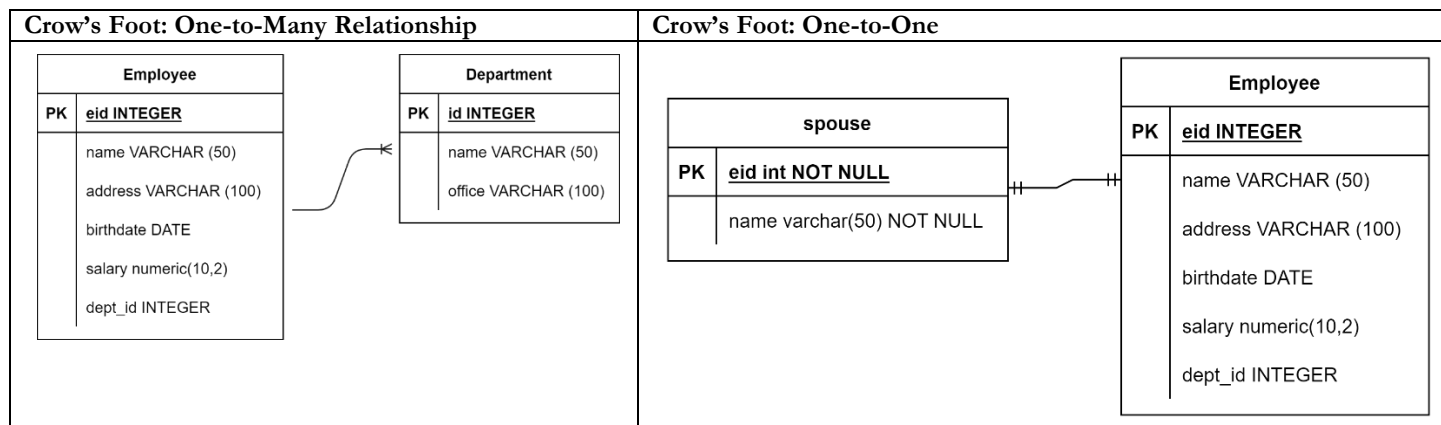 Crow's Foot: One-to-Many Relationship
Employee
PK eid INTEGER
name VARCHAR (50)
address VARCHAR (100)
birthdate DATE
salary numeric(10,2)
dept_id INTEGER
Department
PK id INTEGER
name VARCHAR (50)
office VARCHAR (100)
Crow's Foot: One-to-One
spouse
PK eid int NOT NULL
name varchar(50) NOT NULL
Employee
PK eid INTEGER
name VARCHAR (50)
address VARCHAR (100)
birthdate DATE
salary numeric(10,2)
dept_id INTEGER